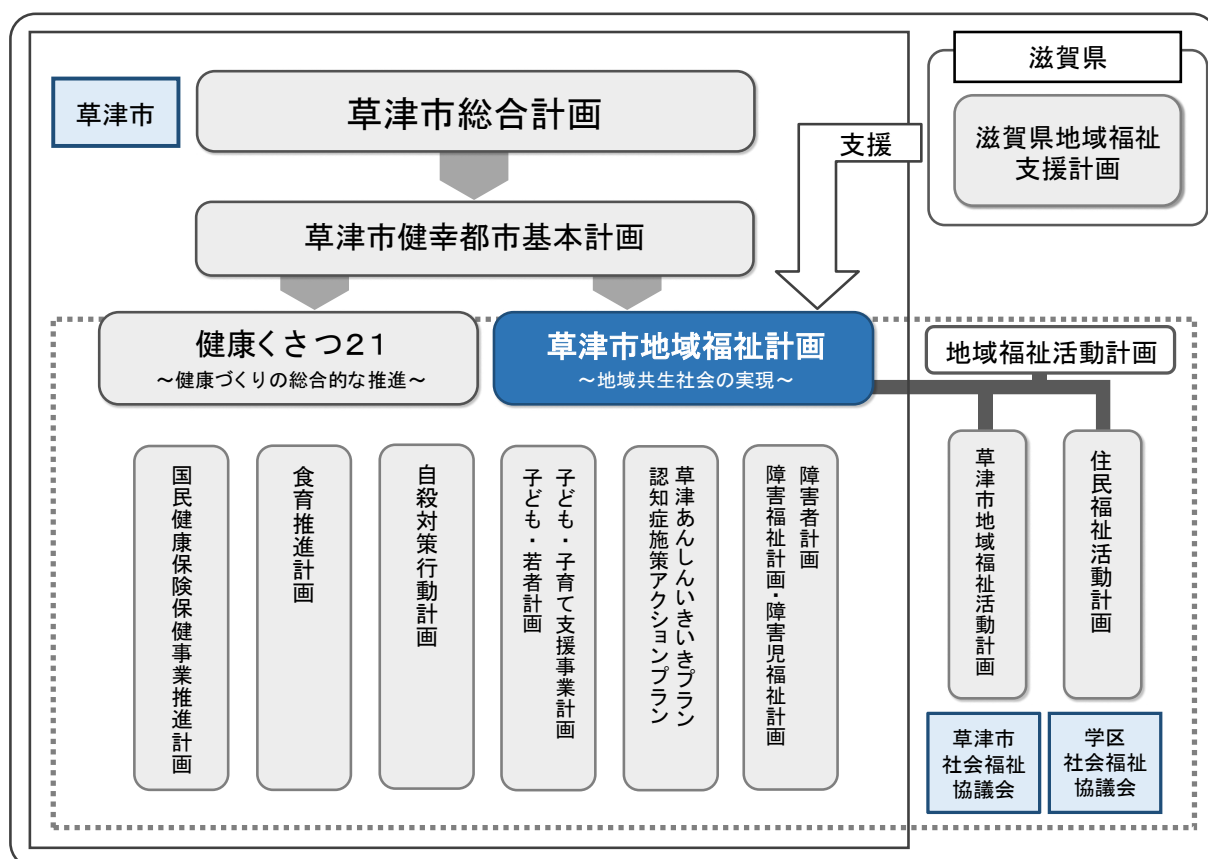 滋賀県
草津市
草津市総合計画
滋賀県地域福祉
支援計画
支援
草津市健幸都市基本計画
健康くさつ２１
～健康づくりの総合的な推進～
草津市地域福祉計画
～地域共生社会の実現～
地域福祉活動計画
国民健康保険保健事業推進計画
食育推進計画
自殺対策行動計画
子ども・子育て支援事業計画
子ども・若者計画
草津あんしんいきいきプラン
認知症施策アクションプラン
障害者計画
障害福祉計画・障害児福祉計画
草津市地域福祉活動計画
住民福祉活動計画
草津市
社会福祉
協議会
学区
社会福祉
協議会